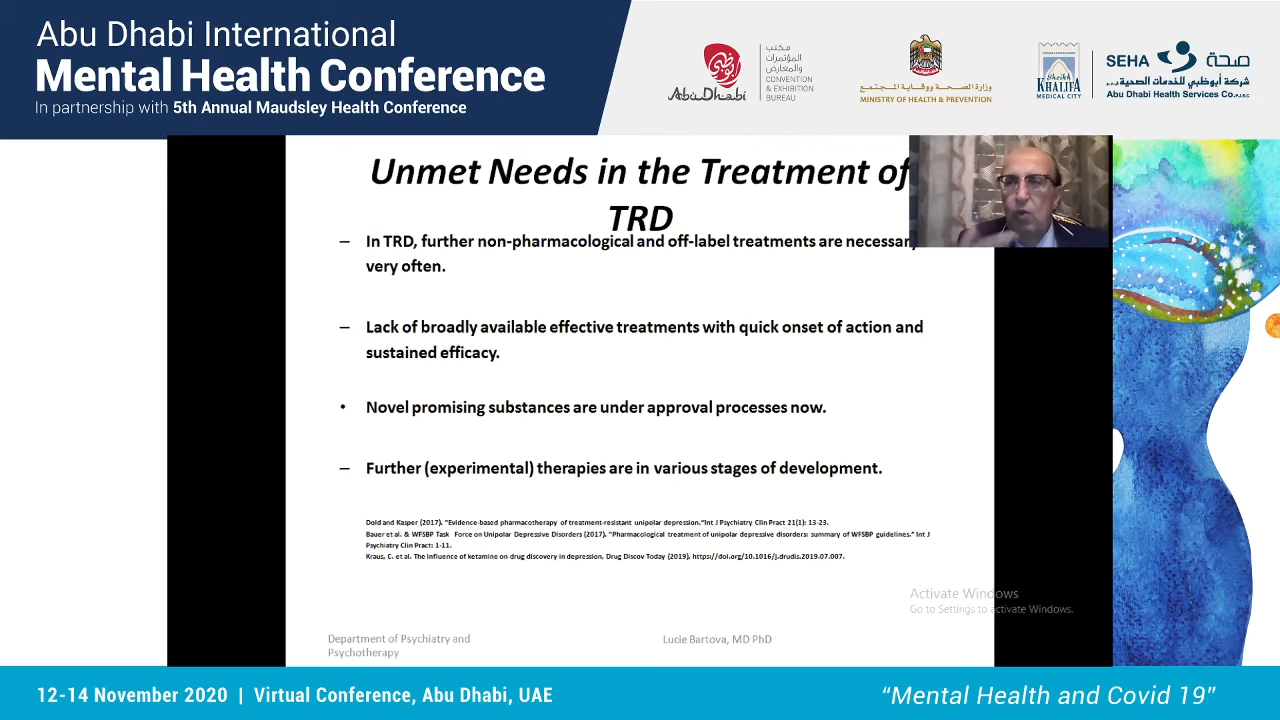 Abu Dhabi International
Mental Health Conference
In partnership with 5th Annual Maudsley Health Conference
أبوظبي
AbuDhabi
مكتب
المؤتمرات
والمعارض
CONVENTION
& EXHIBITION
BUREAU
وزارة الصحة ووقاية المجتمع
MINISTRY OF HEALTH & PREVENTION
Sheikh
KHALIFA
MEDICAL CITY
SEHA صحة
شركة أبوظبي للخدمات الصحية ش.م.ع
Abu Dhabi Health Services Co. PJSC
Unmet Needs in the Treatment of
TRD
– In TRD, further non-pharmacological and off-label treatments are necessary
very often.
– Lack of broadly available effective treatments with quick onset of action and
sustained efficacy.
• Novel promising substances are under approval processes now.
– Further (experimental) therapies are in various stages of development.
Dold and Kasper (2017). "Evidence-based pharmacotherapy of treatment-resistant unipolar depression."Int J Psychiatry Clin Pract 21(1): 13-23.
Bauer et al. & WFSBP Task Force on Unipolar Depressive Disorders (2017). "Pharmacological treatment of unipolar depressive disorders: summary of WFSBP guidelines." Int J
Psychiatry Clin Pract: 1-11.
Kraus, C. et al. The influence of ketamine on drug discovery in depression, Drug Discov Today (2019), https://doi.org/10.1016/j.drudis.2019.07.007.
Activate Windows
Go to Settings to activate Windows.
Department of Psychiatry and
Psychotherapy
Lucie Bartova, MD PhD
12-14 November 2020 | Virtual Conference, Abu Dhabi, UAE
"Mental Health and Covid 19"